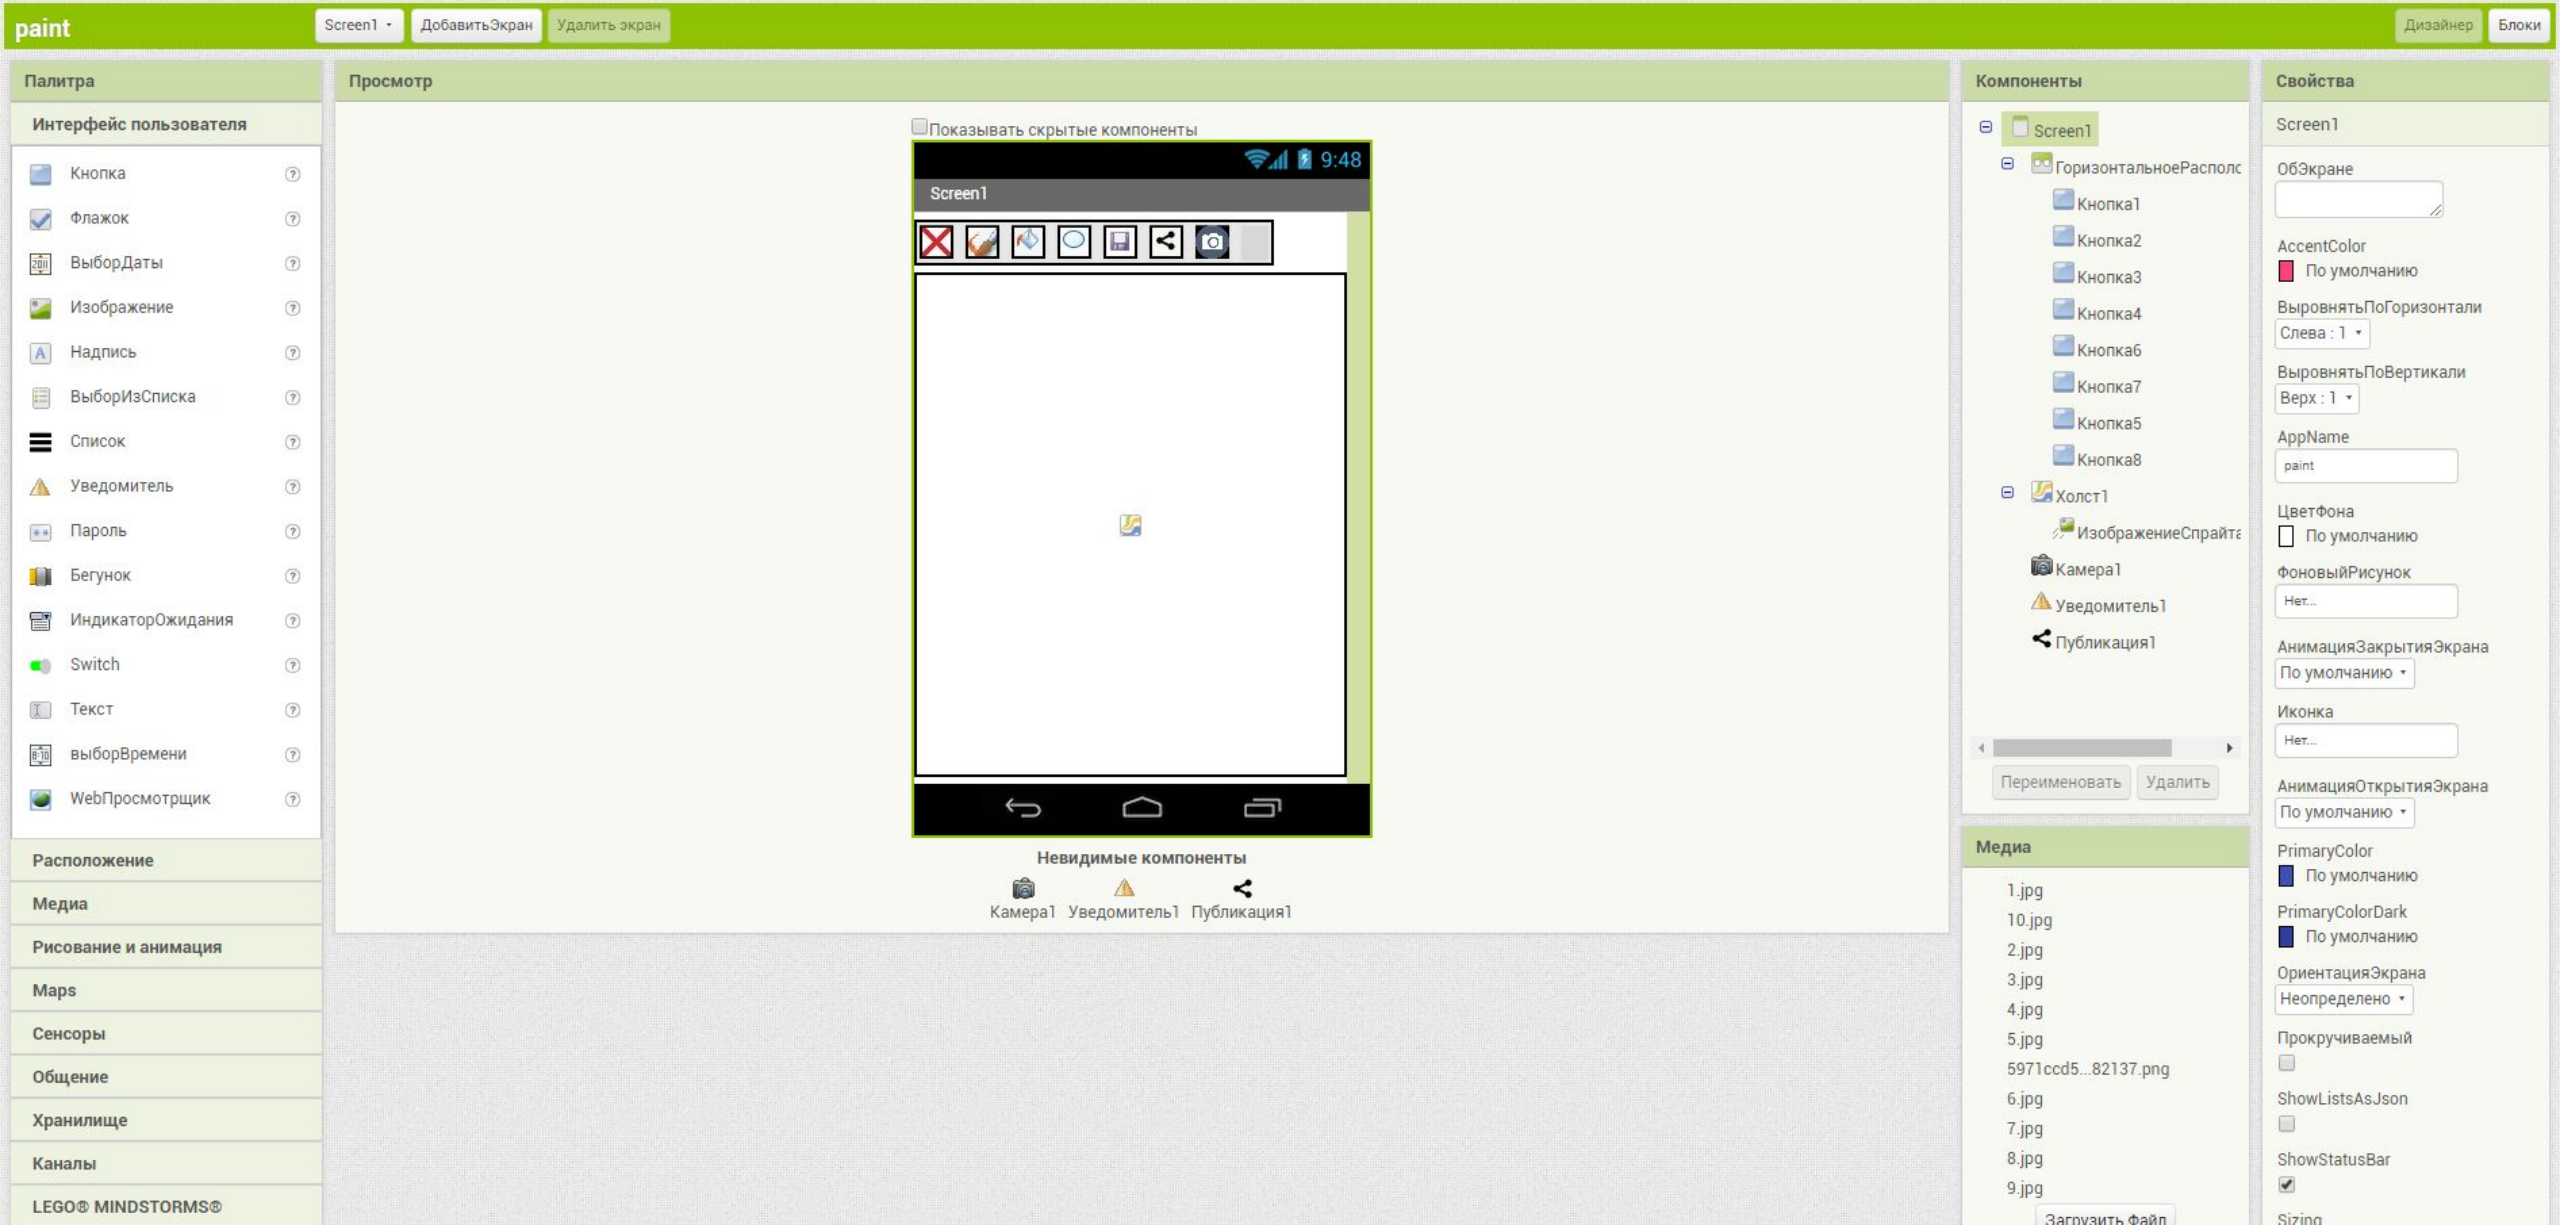 paint
Screen1
ДобавитьЭкран
Удалить экран
Дизайнер
Блоки
Палитра
Интерфейс пользователя
Кнопка
Флажок
ВыборДаты
Изображение
Надпись
ВыборИзСписка
Список
Уведомитель
Пароль
Бегунок
ИндикаторОжидания
Switch
Текст
выборВремени
WebПросмотрщик
Расположение
Медиа
Рисование и анимация
Maps
Сенсоры
Общение
Хранилище
Каналы
LEGO® MINDSTORMS®
Просмотр
Показывать скрытые компоненты
9:48
Screen1
Невидимые компоненты
Камера1
Уведомитель1
Публикация1
Компоненты
Screen1
ГоризонтальноеРасполо
Кнопка1
Кнопка2
Кнопка3
Кнопка4
Кнопка6
Кнопка7
Кнопка5
Кнопка8
Холст1
ИзображениеСпрайта
Камера1
Уведомитель1
Публикация1
Переименовать
Удалить
Медиа
1.jpg
10.jpg
2.jpg
3.jpg
4.jpg
5.jpg
5971ccd5...82137.png
6.jpg
7.jpg
8.jpg
9.jpg
Загрузить файл
Свойства
Screen1
ОбЭкране
AccentColor
По умолчанию
ВыровнятьПоГоризонтали
Слева : 1
ВыровнятьПоВертикали
Верх : 1
AppName
paint
ЦветФона
По умолчанию
ФоновыйРисунок
Нет...
АнимацияЗакрытияЭкрана
По умолчанию
Иконка
Нет...
АнимацияОткрытияЭкрана
По умолчанию
PrimaryColor
По умолчанию
PrimaryColorDark
По умолчанию
ОриентацияЭкрана
Неопределено
Прокручиваемый
ShowListsAsJson
ShowStatusBar
Sizing